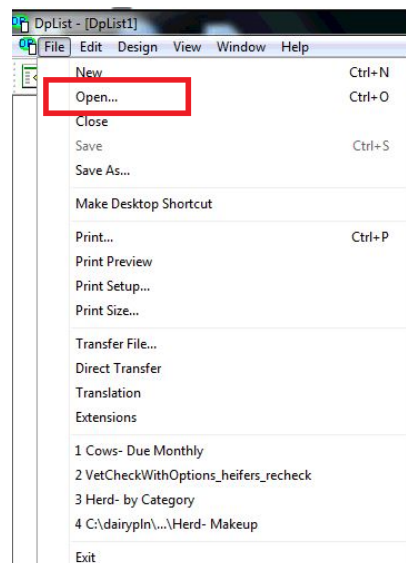 DpList - [DpList1]
File Edit Design View Window Help
New Ctrl+N
Open... Ctrl+O
Close
Save Ctrl+S
Save As...
Make Desktop Shortcut
Print... Ctrl+P
Print Preview
Print Setup...
Print Size...
Transfer File...
Direct Transfer
Translation
Extensions
1 Cows- Due Monthly
2 VetCheckWithOptions_heifers_recheck
3 Herd- by Category
4 C:\dairypln\...\Herd- Makeup
Exit